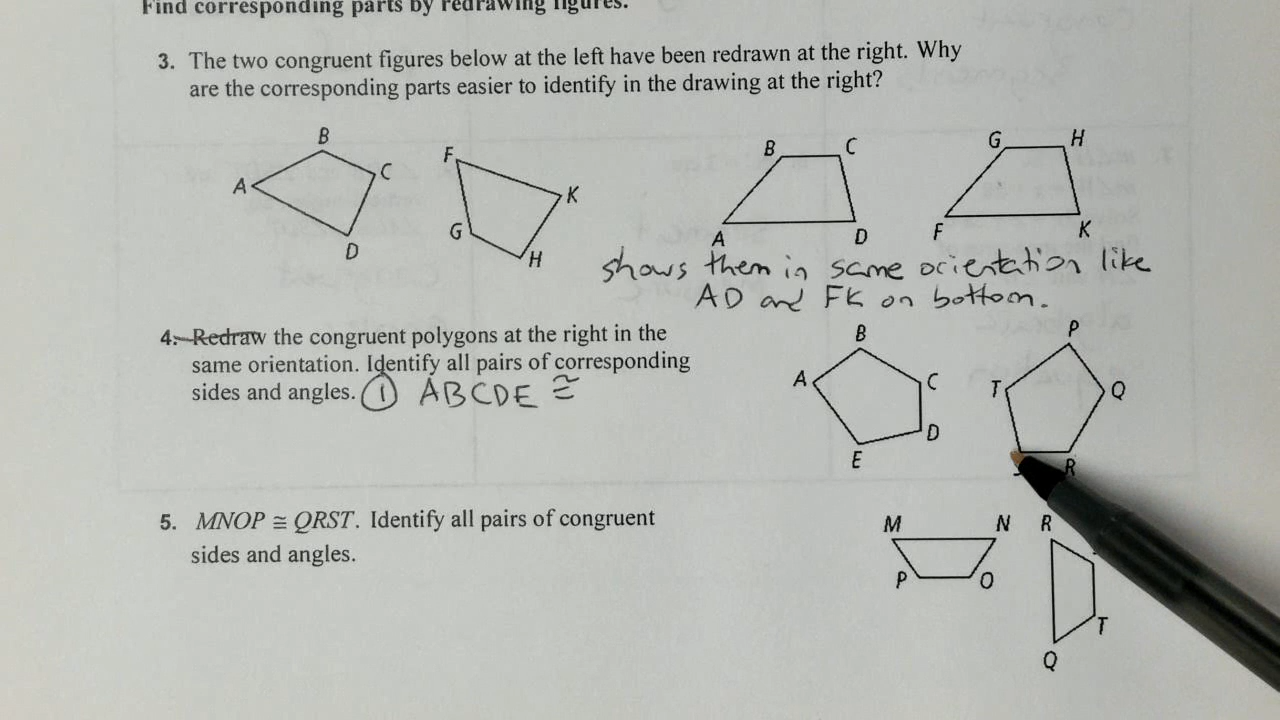 Find corresponding parts by redrawing figures.
3. The two congruent figures below at the left have been redrawn at the right. Why
are the corresponding parts easier to identify in the drawing at the right?
B
A
C
D
F
K
G
H
B
C
A
D
G
H
F
K
shows them in same orientation like
AD and FK on bottom.
4. Redraw the congruent polygons at the right in the
same orientation. Identify all pairs of corresponding
sides and angles. ① ABCDE ≅
B
A
C
D
E
P
T
Q
R
5. MNOP ≅ QRST. Identify all pairs of congruent
sides and angles.
M
N
P
O
R
T
Q